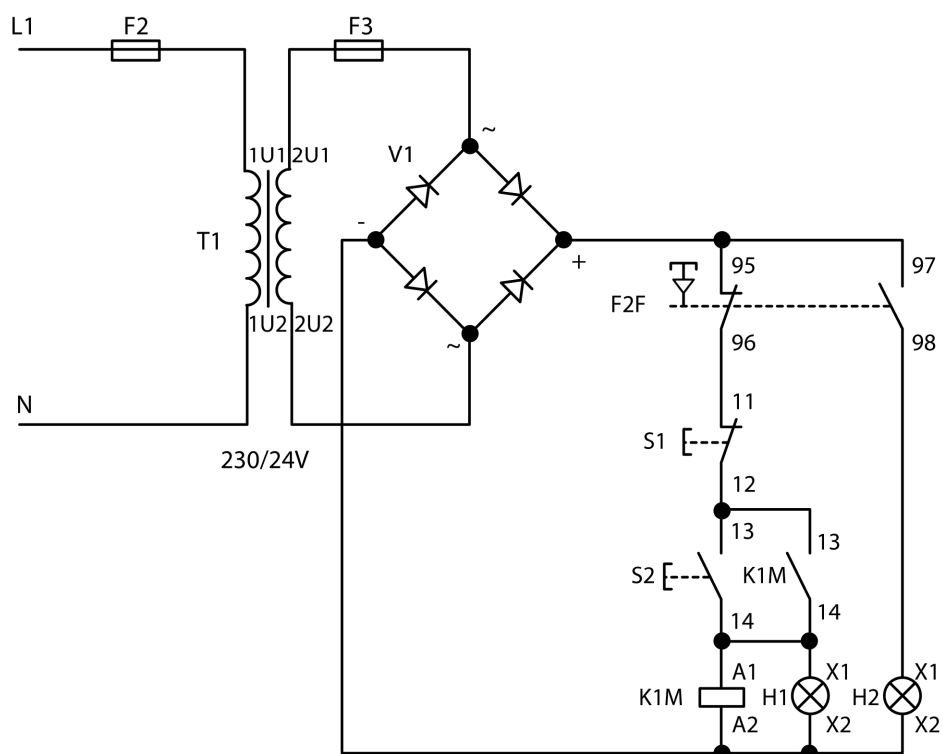 L1 F2 F3
~
V1
1U1 2U1
T1
-
+
95 97
F2F
1U2 2U2
~
96 98
N
11
S1
230/24V
12
13 13
S2 K1M
14 14
A1 X1 X1
K1M H1 H2
A2 X2 X2